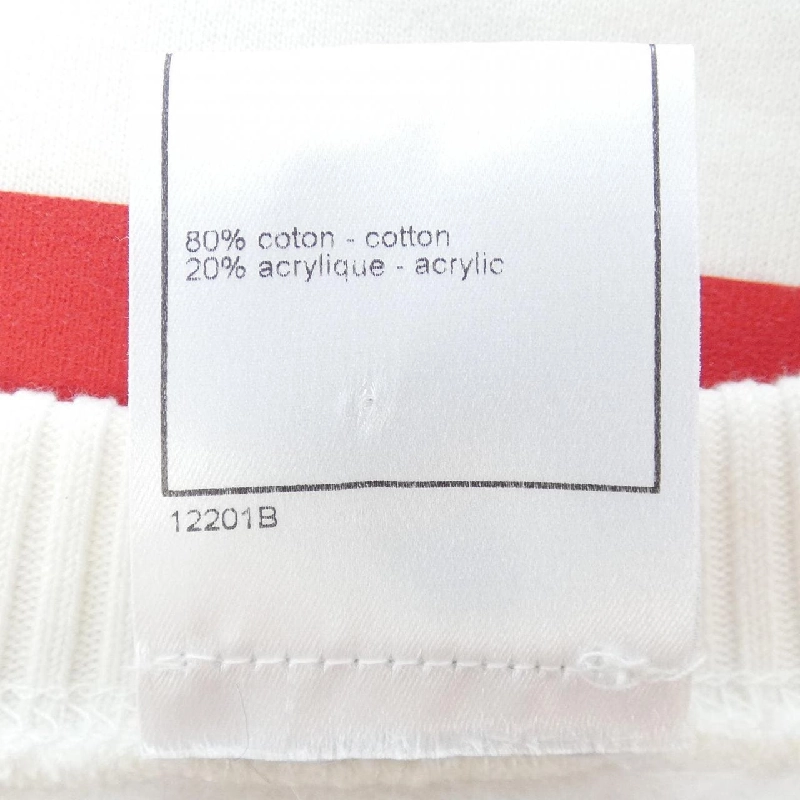 80% coton - cotton
20% acrylique - acrylic
12201B